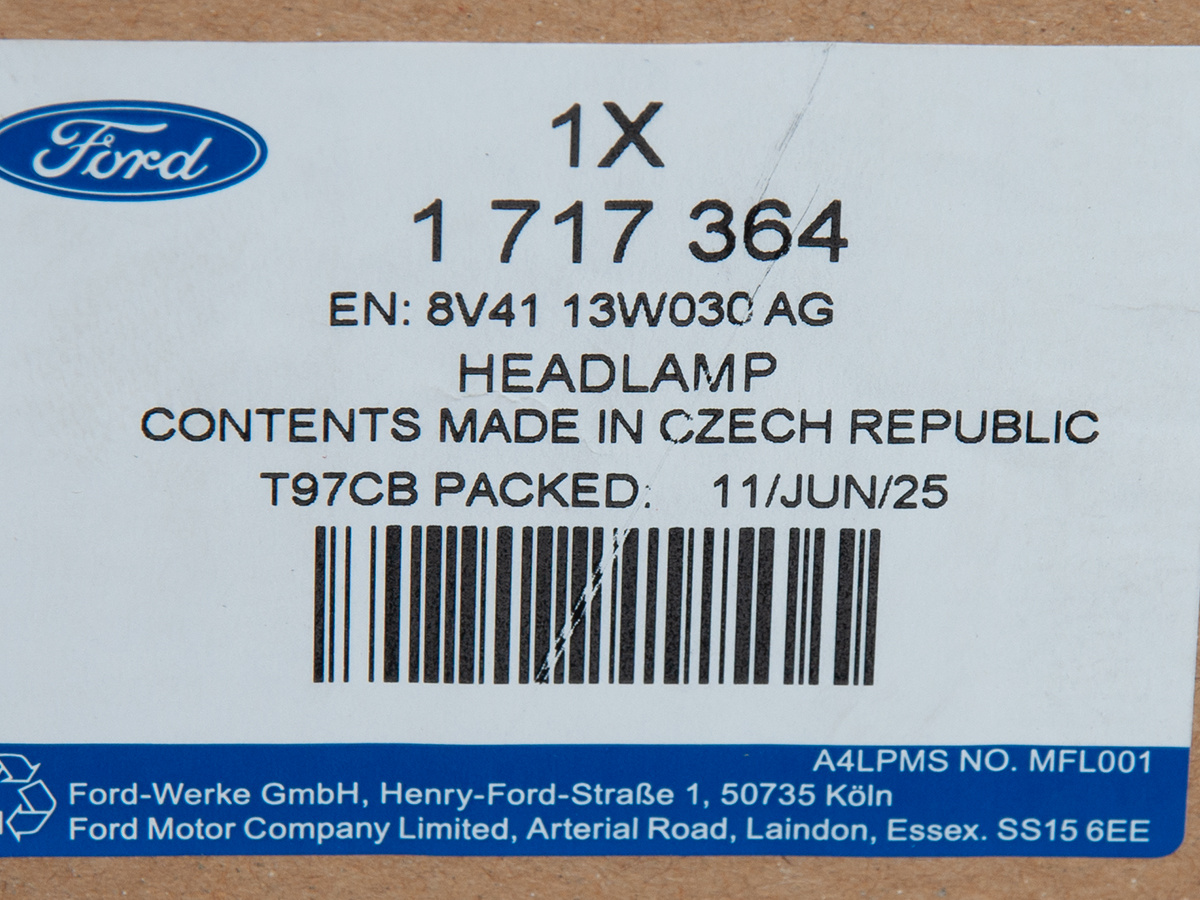 Ford
1X
1 717 364
EN: 8V41 13W030 AG
HEADLAMP
CONTENTS MADE IN CZECH REPUBLIC
T97CB PACKED: 11/JUN/25
A4LPMS NO. MFL001
Ford-Werke GmbH, Henry-Ford-Straße 1, 50735 Köln
Ford Motor Company Limited, Arterial Road, Laindon, Essex. SS15 6EE